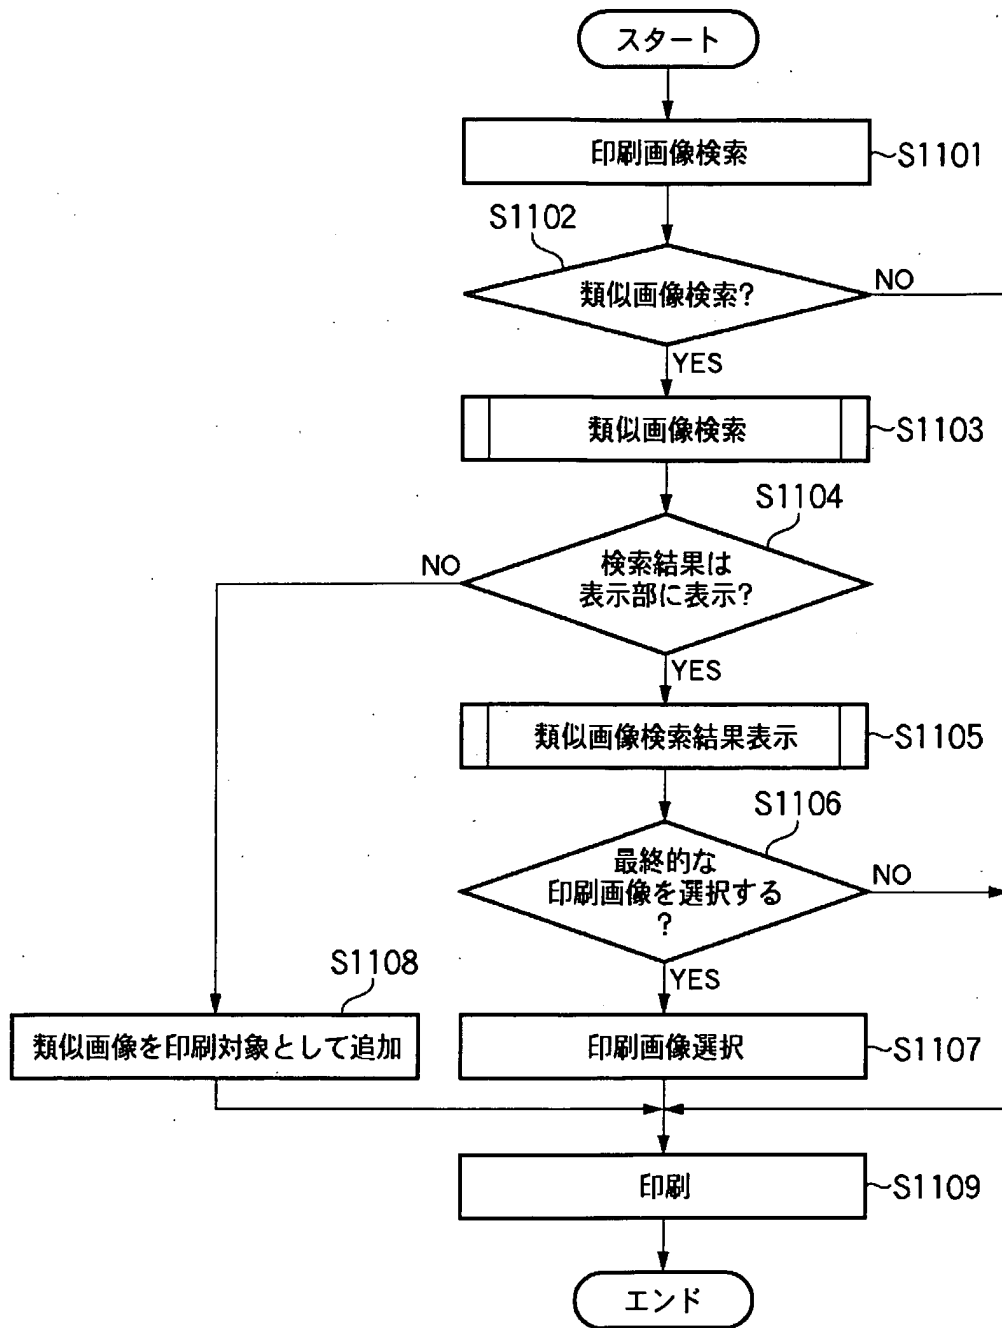 スタート
印刷画像検索
S1101
S1102
類似画像検索?
NO
YES
類似画像検索
S1103
S1104
検索結果は
表示部に表示?
NO
YES
類似画像検索結果表示
S1105
S1106
最終的な
印刷画像を選択する
?
NO
YES
S1108
類似画像を印刷対象として追加
印刷画像選択
S1107
印刷
S1109
エンド